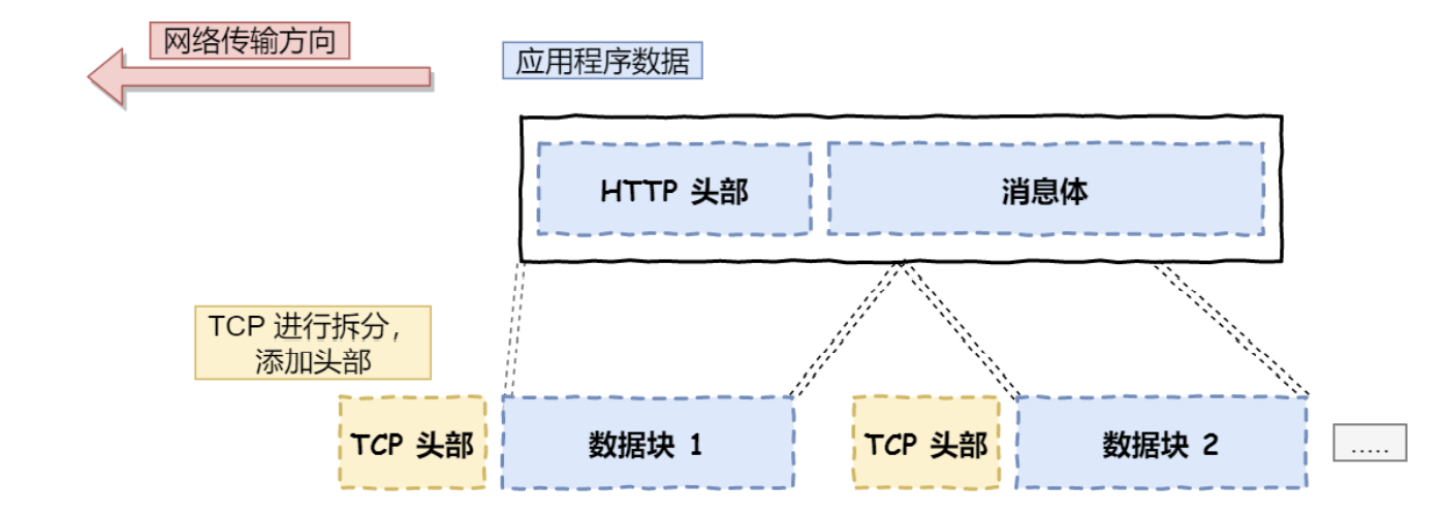 网络传输方向
应用程序数据
HTTP 头部
消息体
TCP 进行拆分，
添加头部
TCP 头部
数据块 1
TCP 头部
数据块 2
.....